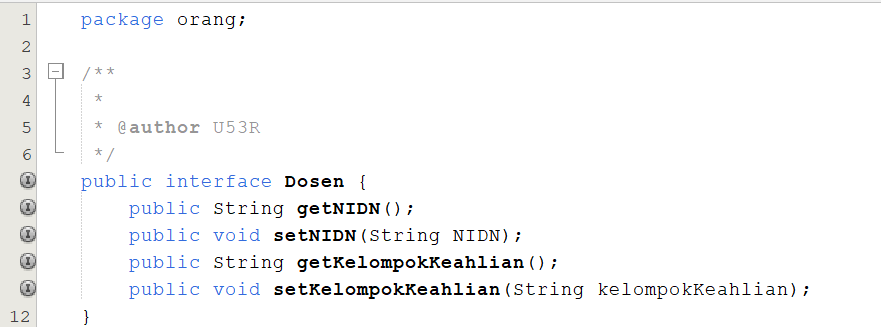 1 package orang;
2
3 /**
4 *
5 * @author U53R
6 */
public interface Dosen {
public String getNIDN();
public void setNIDN(String NIDN);
public String getKelompokKeahlian();
public void setKelompokKeahlian(String kelompokKeahlian);
12 }